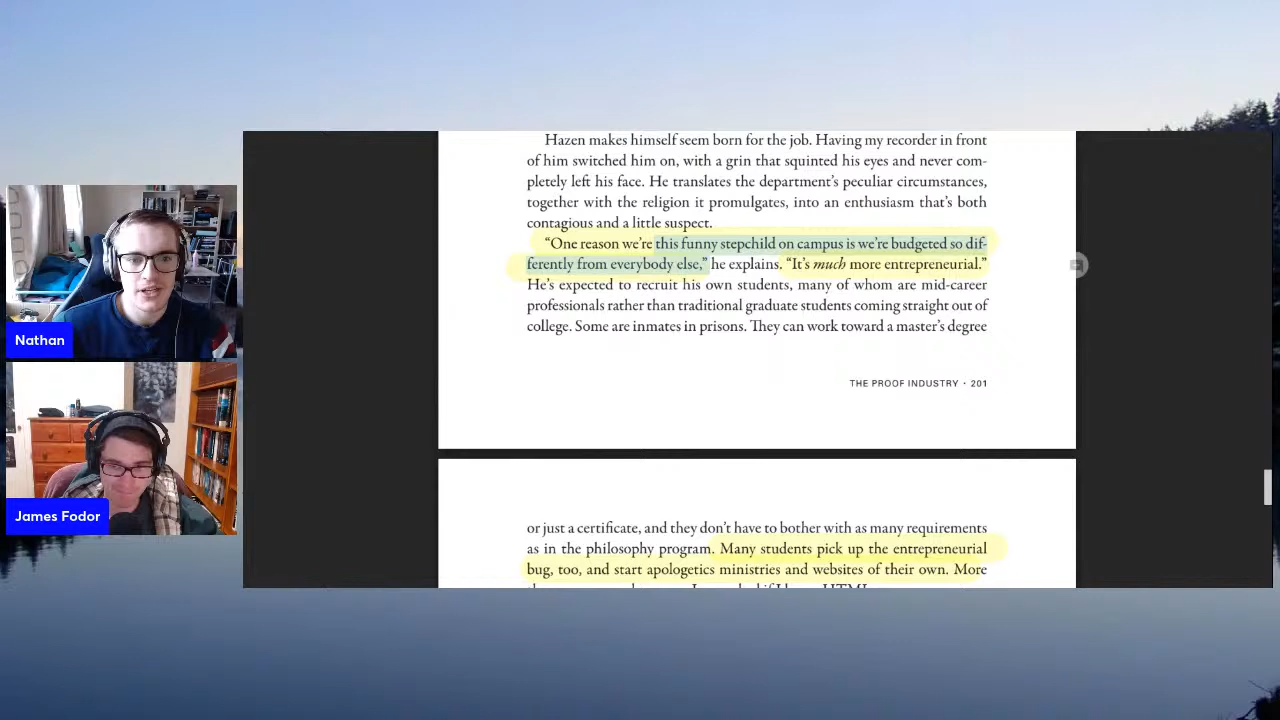 Hazen makes himself seem born for the job. Having my recorder in front
of him switched him on, with a grin that squinted his eyes and never com-
pletely left his face. He translates the department’s peculiar circumstances,
together with the religion it promulgates, into an enthusiasm that’s both
contagious and a little suspect.
“One reason we’re this funny stepchild on campus is we’re budgeted so dif-
ferently from everybody else,” he explains. “It’s much more entrepreneurial.”
He’s expected to recruit his own students, many of whom are mid-career
professionals rather than traditional graduate students coming straight out of
college. Some are inmates in prisons. They can work toward a master’s degree
THE PROOF INDUSTRY · 201
or just a certificate, and they don’t have to bother with as many requirements
as in the philosophy program. Many students pick up the entrepreneurial
bug, too, and start apologetics ministries and websites of their own. More
Nathan
James Fodor